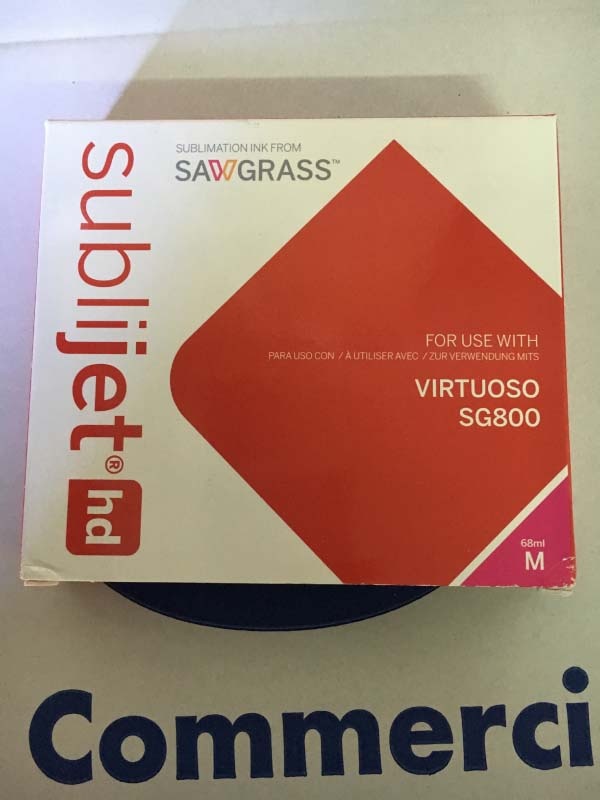 sublijet® hd
SUBLIMATION INK FROM
SAWGRASS™
FOR USE WITH
PARA USO CON / À UTILISER AVEC / ZUR VERWENDUNG MITS
VIRTUOSO
SG800
68ml
M
Commerci